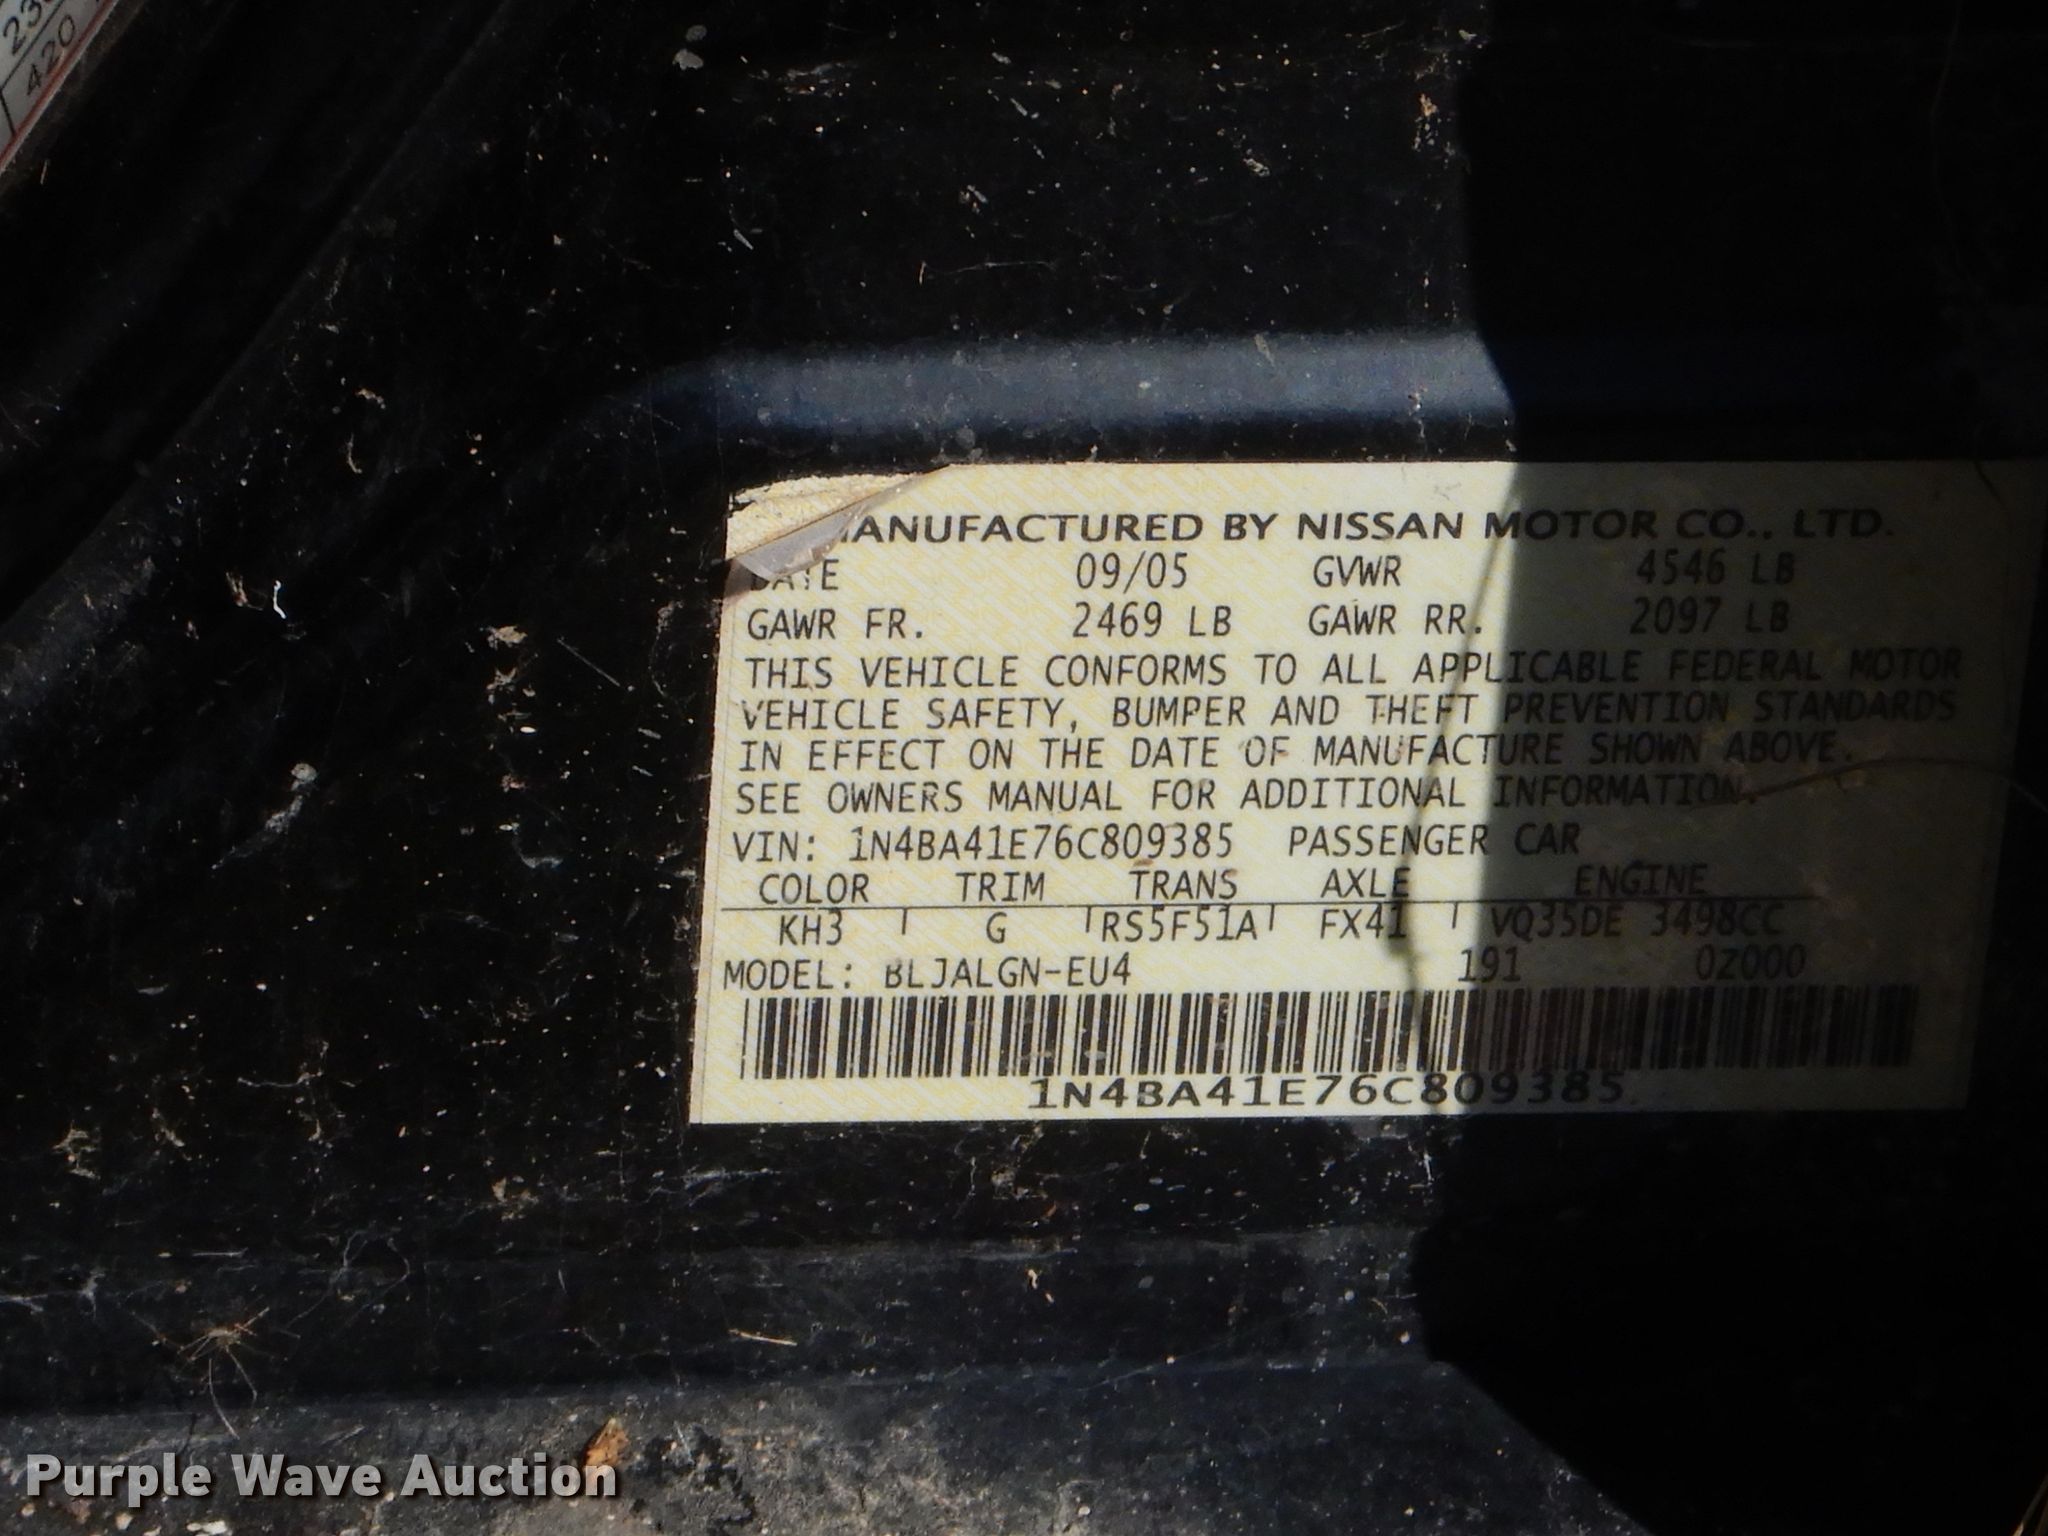 230
420
MANUFACTURED BY NISSAN MOTOR CO., LTD.
DATE 09/05 GVWR 4546 LB
GAWR FR. 2469 LB GAWR RR. 2097 LB
THIS VEHICLE CONFORMS TO ALL APPLICABLE FEDERAL MOTOR
VEHICLE SAFETY, BUMPER AND THEFT PREVENTION STANDARDS
IN EFFECT ON THE DATE OF MANUFACTURE SHOWN ABOVE.
SEE OWNERS MANUAL FOR ADDITIONAL INFORMATION.
VIN: 1N4BA41E76C809385 PASSENGER CAR
COLOR TRIM TRANS AXLE ENGINE
KH3 G RS5F51A FX41 VQ35DE 3498CC
MODEL: BLJALGN-EU4 191 0Z000
1N4BA41E76C809385
Purple Wave Auction